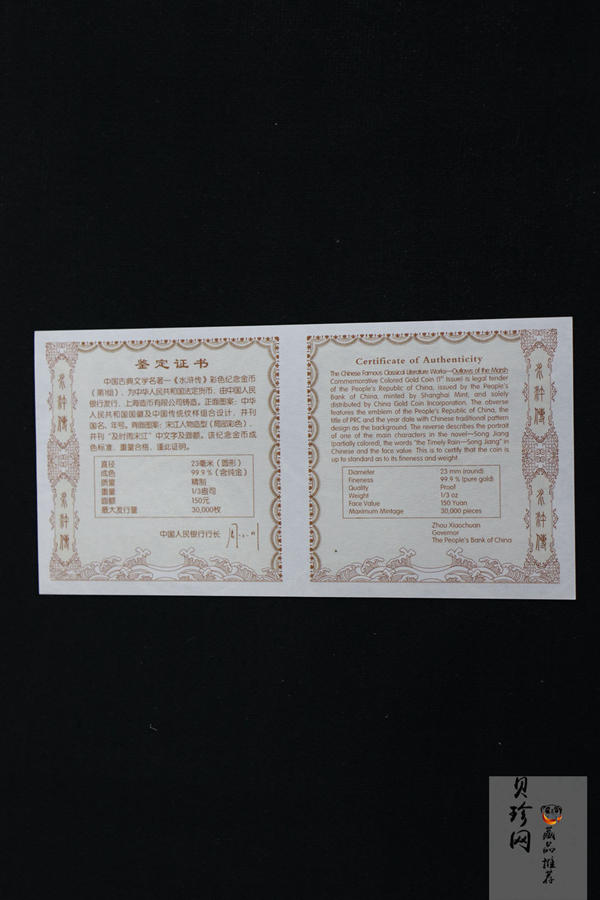 鉴定证书
中国古典文学名著—《水浒传》彩色纪念金币
(第1组),为中华人民共和国法定货币,由中国人民
银行发行,上海造币有限公司铸造。正面图案:中华
人民共和国国徽及中国传统纹样组合设计,并刊
国名、年号。背面图案:宋江人物造型(局部彩色),
并刊“及时雨宋江”中文字及面额。该纪念金币成
色标准,重量合格,谨此证明。
直径 23毫米(圆形)
成色 99.9%(含纯金)
质量 精制
重量 1/3盎司
面额 150元
最大发行量 30,000枚
中国人民银行行长
水浒传
水浒传
Certificate of Authenticity
The Chinese Famous Classical Literature Works—Outlaws of the Marsh
Commemorative Colored Gold Coin (1st Issue) is legal tender
of the People's Republic of China, issued by the People's
Bank of China, minted by Shanghai Mint, and solely
distributed by China Gold Coin Incorporation. The obverse
features the emblem of the People's Republic of China, the
title of PRC and the year date with Chinese traditional pattern
design as the background. The reverse describes the portrait
of one of the main characters in the novel—Song Jiang
(partially colored), the words "the Timely Rain—Song Jiang" in
Chinese and the face value. This is to certify that the coin is
up to standard as to its fineness and weight.
Diameter 23 mm (round)
Fineness 99.9 % (pure gold)
Quality Proof
Weight 1/3 oz
Face Value 150 Yuan
Maximum Mintage 30,000 pieces
Zhou Xiaochuan
Governor
The People's Bank of China
水浒传
水浒传
贝珍网
藏品推荐